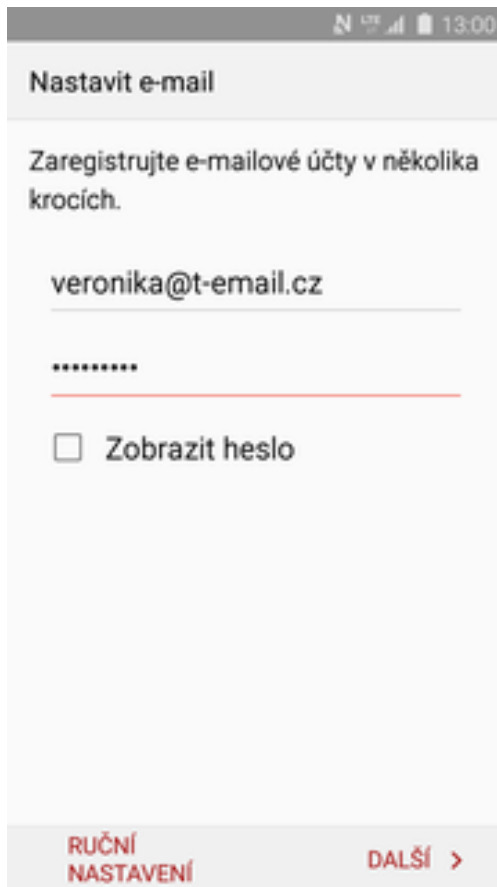 13:00
Nastavit e-mail
Zaregistrujte e-mailové účty v několika
krocích.
veronika@t-email.cz
•••••••••
Zobrazit heslo
RUČNÍ
NASTAVENÍ
DALŠÍ